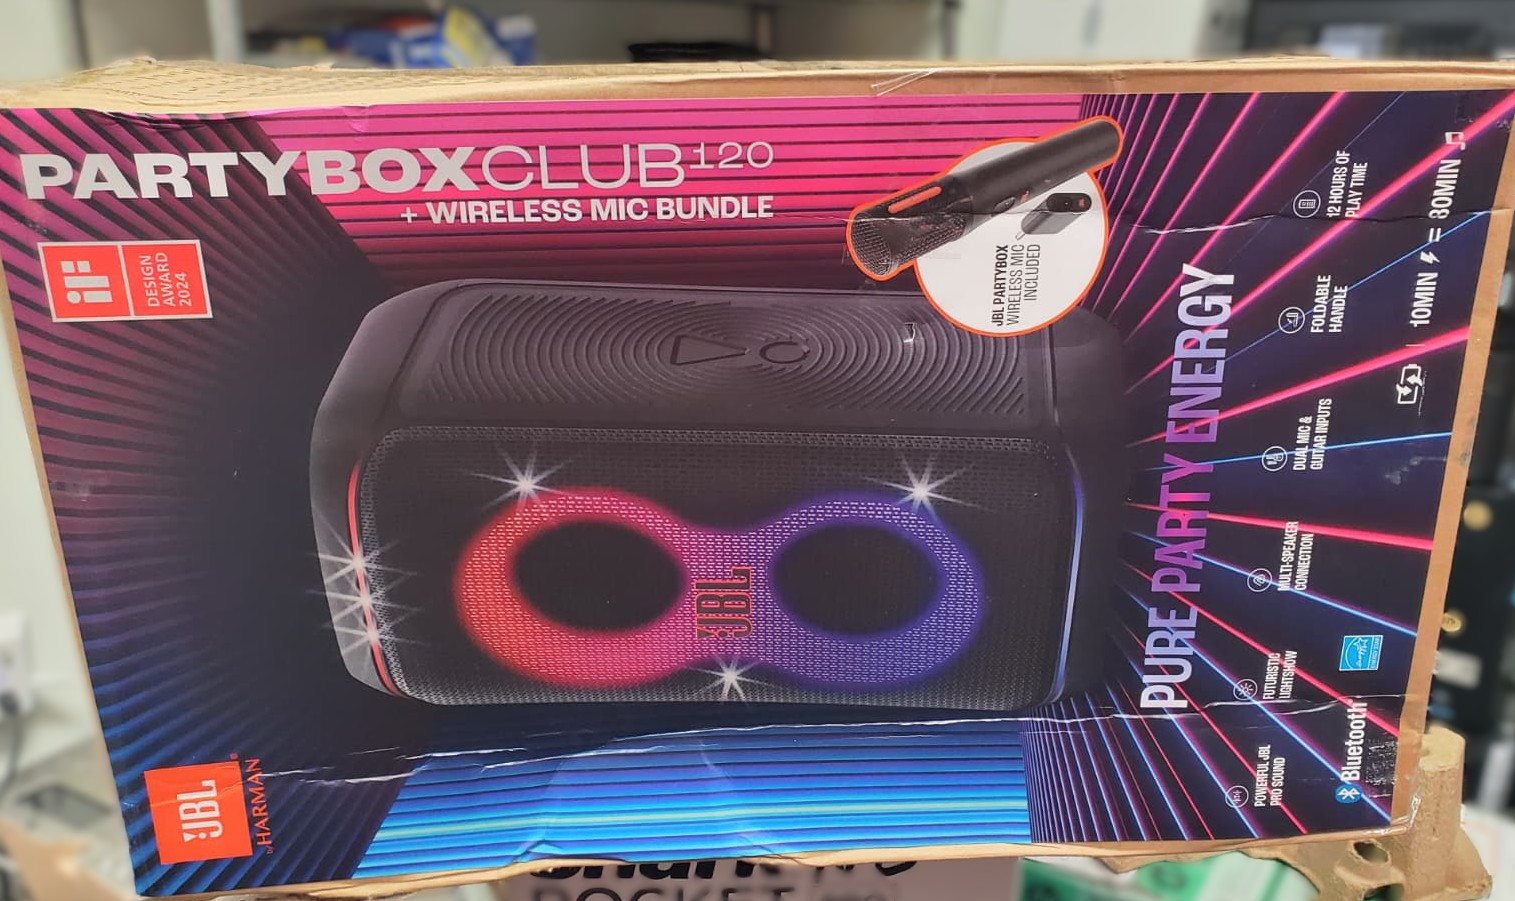 PARTYBOXCLUB120
+ WIRELESS MIC BUNDLE
iF
DESIGN
AWARD
2024
JBL PARTYBOX
WIRELESS MIC
INCLUDED
JBL
JBL
by HARMAN
PURE PARTY ENERGY
POWERFUL JBL
PRO SOUND
FUTURISTIC
LIGHTSHOW
MULTI-SPEAKER
CONNECTION
DUAL MIC &
GUITAR INPUTS
FOLDABLE
HANDLE
12 HOURS OF
PLAY TIME
Bluetooth
10MIN = 80MIN
POCKET